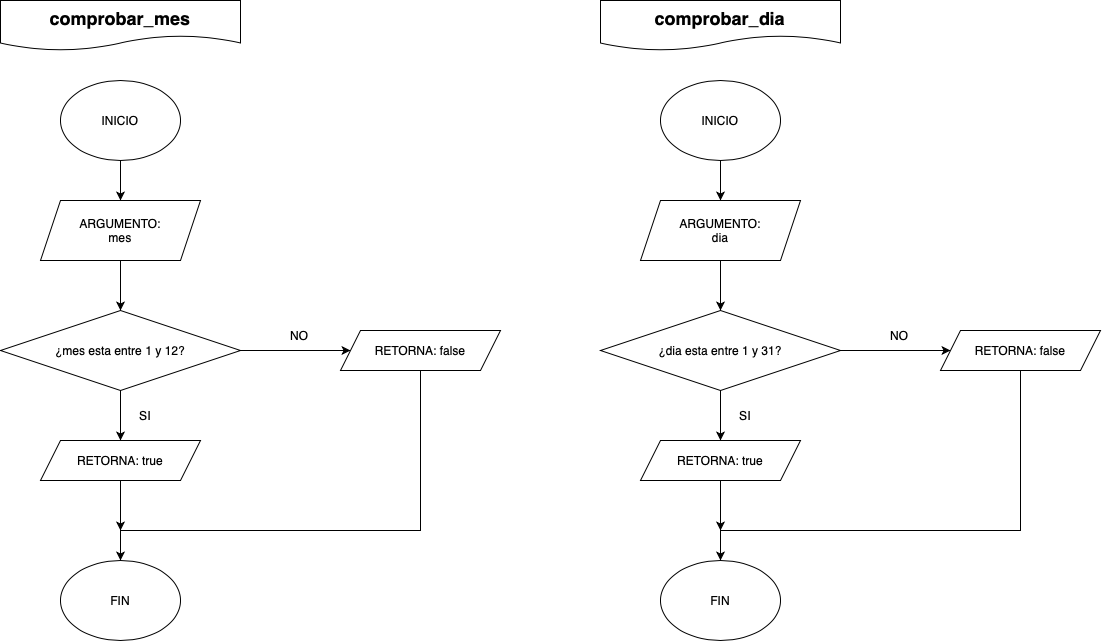 comprobar_mes
INICIO
ARGUMENTO:
mes
¿mes esta entre 1 y 12?
NO
RETORNA: false
SI
RETORNA: true
FIN
comprobar_dia
INICIO
ARGUMENTO:
dia
¿dia esta entre 1 y 31?
NO
RETORNA: false
SI
RETORNA: true
FIN